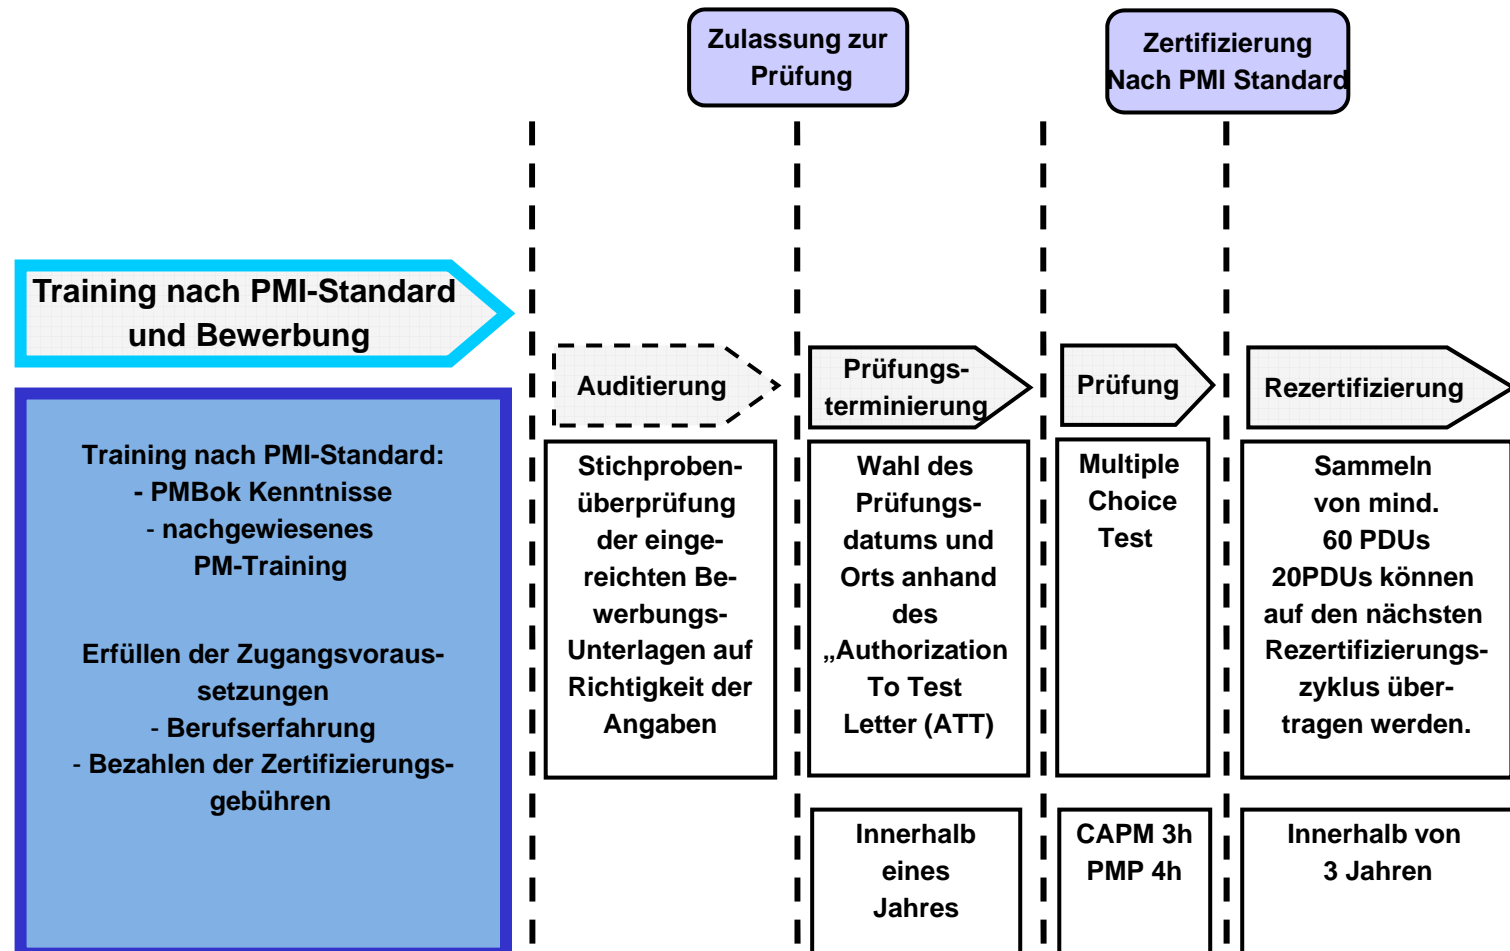 Zulassung zur
Prüfung
Zertifizierung
Nach PMI Standard
Training nach PMI-Standard
und Bewerbung
Training nach PMI-Standard:
- PMBok Kenntnisse
- nachgewiesenes
PM-Training
Erfüllen der Zugangsvoraus-
setzungen
- Berufserfahrung
- Bezahlen der Zertifizierungs-
gebühren
Auditierung
Stichproben-
überprüfung
der einge-
reichten Be-
werbungs-
Unterlagen auf
Richtigkeit der
Angaben
Prüfungs-
terminierung
Wahl des
Prüfungs-
datums und
Orts anhand
des
„Authorization
To Test
Letter (ATT)
Innerhalb
eines
Jahres
Prüfung
Multiple
Choice
Test
CAPM 3h
PMP 4h
Rezertifizierung
Sammeln
von mind.
60 PDUs
20PDUs können
auf den nächsten
Rezertifizierungs-
zyklus über-
tragen werden.
Innerhalb von
3 Jahren